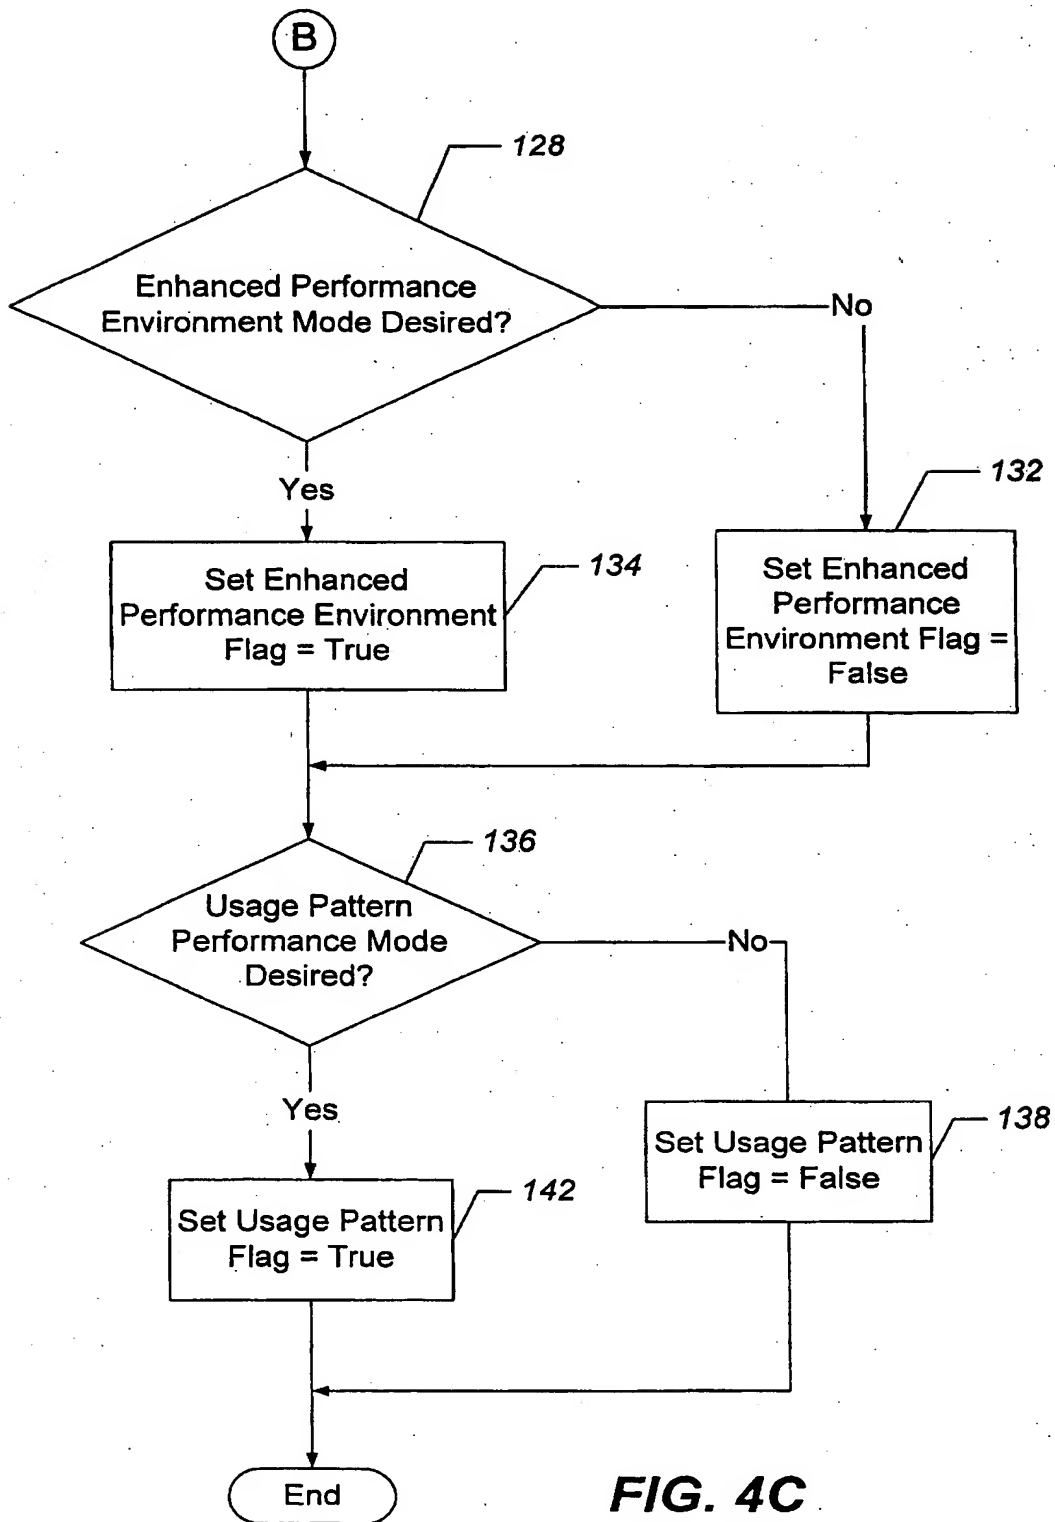 B
128
Enhanced Performance
Environment Mode Desired?
No
Yes
132
134
Set Enhanced
Performance Environment
Flag = True
Set Enhanced
Performance
Environment Flag =
False
136
Usage Pattern
Performance Mode
Desired?
No
Yes
138
Set Usage Pattern
Flag = False
142
Set Usage Pattern
Flag = True
End
FIG. 4C